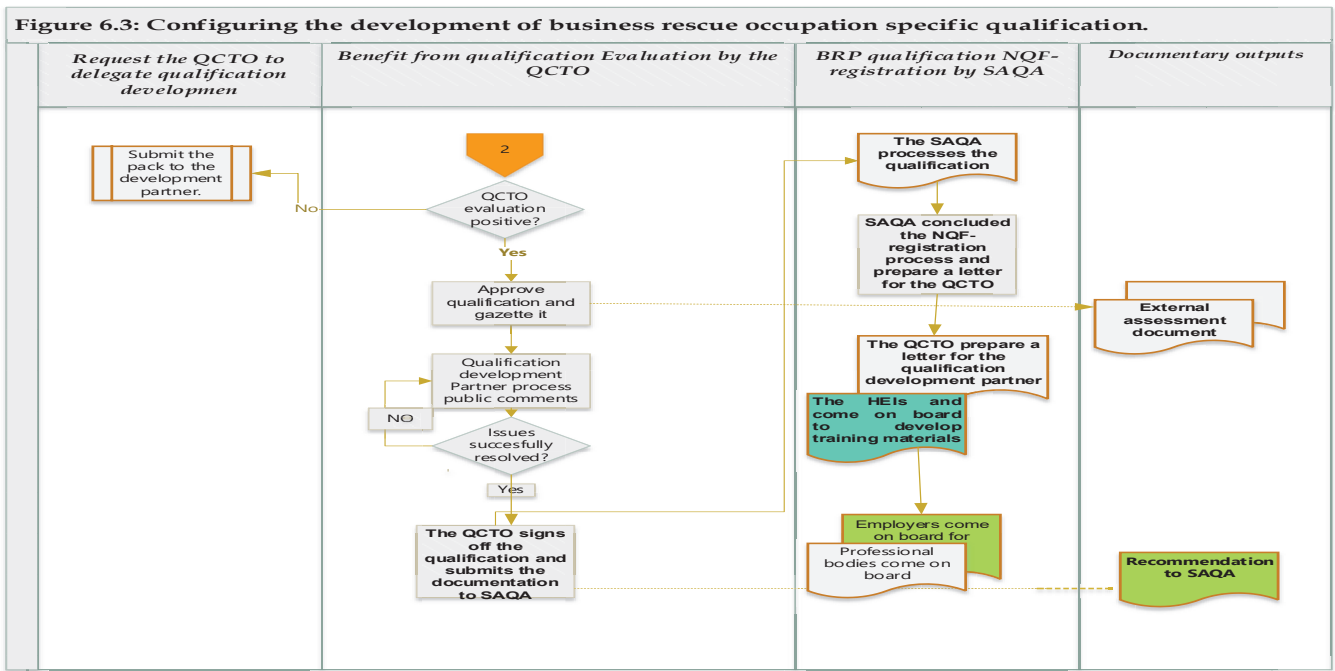 Figure 6.3: Configuring the development of business rescue occupation specific qualification.
Request the QCTO to
delegate qualification
developmen
Benefit from qualification Evaluation by the
QCTO
BRP qualification NQF-
registration by SAQA
Documentary outputs
Submit the
pack to the
development
partner.
No
2
QCTO
evaluation
positive?
Yes
Approve
qualification and
gazette it
Qualification
development
Partner process
public comments
NO
Issues
succesfully
resolved?
Yes
The QCTO signs
off the
qualification and
submits the
documentation
to SAQA
The SAQA
processes the
qualification
SAQA concluded
the NQF-
registration
process and
prepare a letter
for the QCTO
The QCTO prepare a
letter for the
qualification
development partner
The HEIs and
come on board
to develop
training materials
Employers come
on board for
Professional
bodies come on
board
External
assessment
document
Recommendation
to SAQA